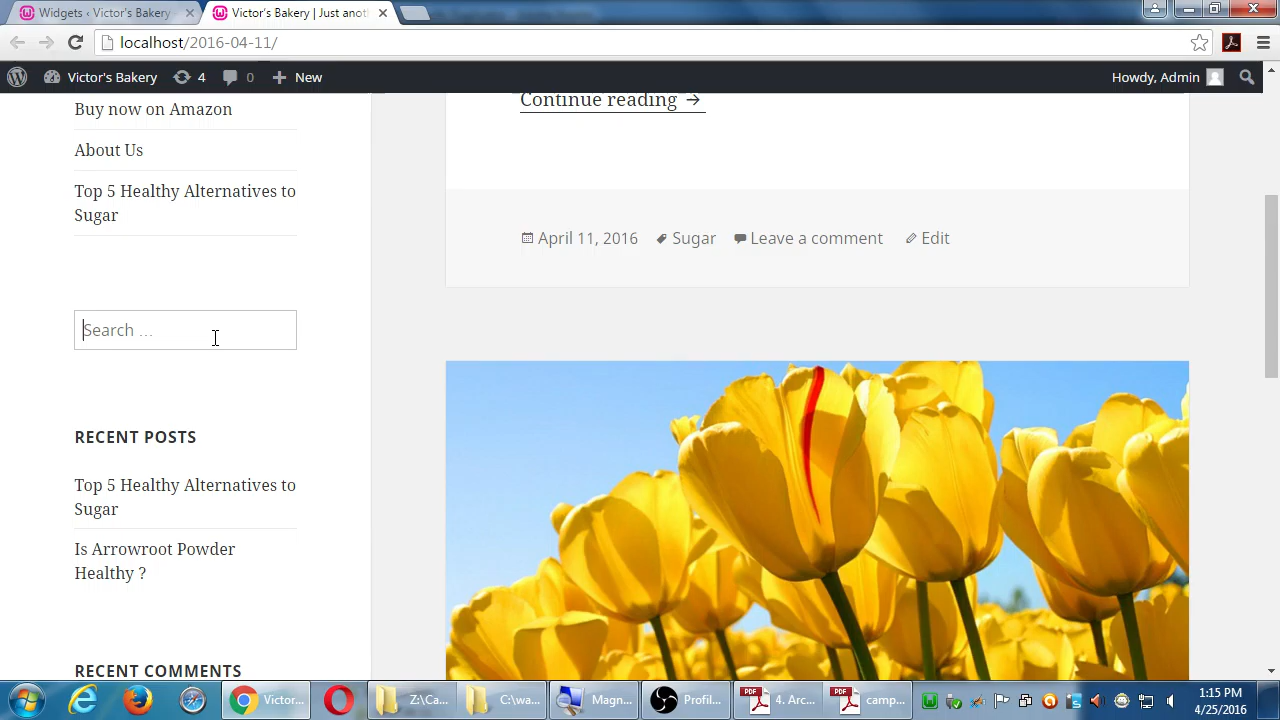 Widgets ‹ Victor's Bakery
Victor's Bakery | Just anot
localhost/2016-04-11/
Victor's Bakery
4
0
New
Howdy, Admin
Buy now on Amazon
About Us
Top 5 Healthy Alternatives to
Sugar
Search ...
RECENT POSTS
Top 5 Healthy Alternatives to
Sugar
Is Arrowroot Powder
Healthy ?
RECENT COMMENTS
Continue reading →
April 11, 2016
Sugar
Leave a comment
Edit
Victor...
Z:\Ca...
C:\wa...
Magn...
Profil...
4. Arc...
camp...
1:15 PM
4/25/2016